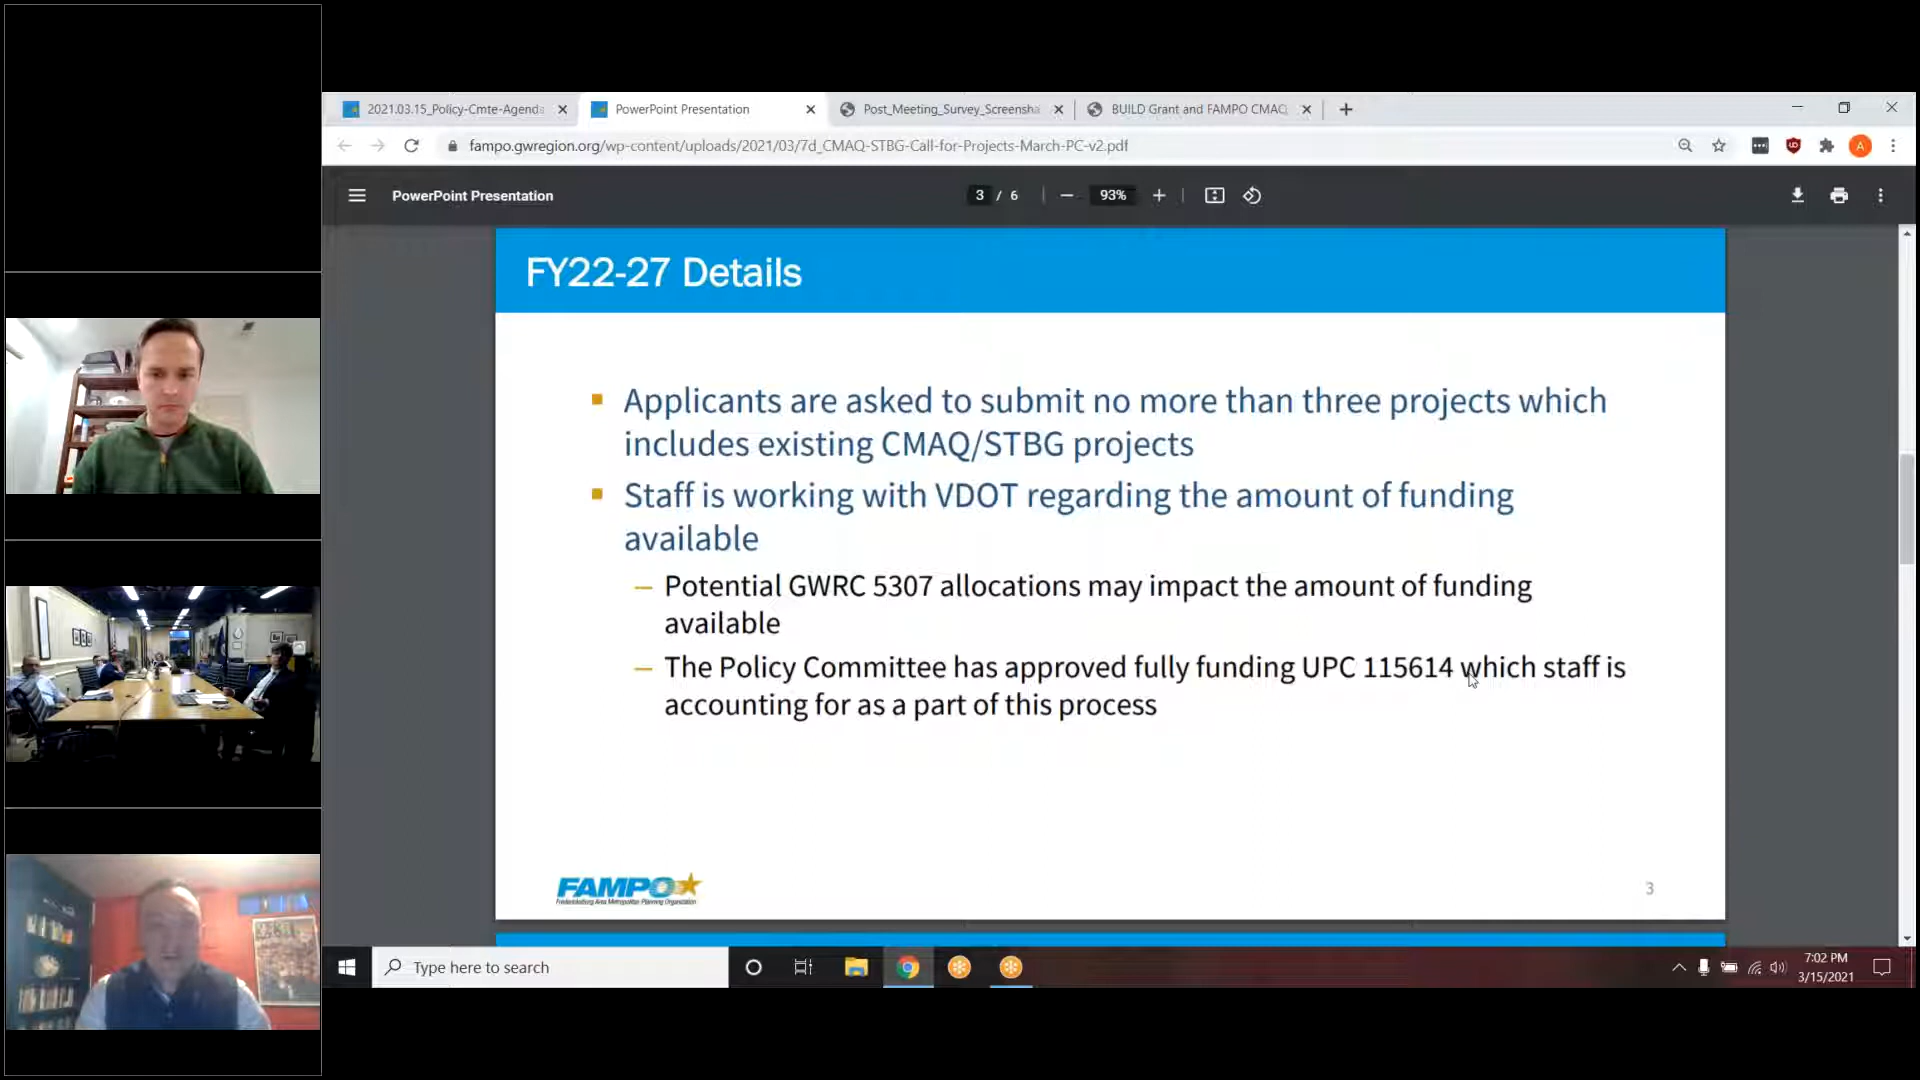 2021.03.15_Policy-Cmte-Agenda
PowerPoint Presentation
Post_Meeting_Survey_Screensha
BUILD Grant and FAMPO CMAQ
fampo.gwregion.org/wp-content/uploads/2021/03/7d_CMAQ-STBG-Call-for-Projects-March-PC-v2.pdf
A
PowerPoint Presentation
3 / 6
93%
FY22-27 Details
Applicants are asked to submit no more than three projects which
includes existing CMAQ/STBG projects
Staff is working with VDOT regarding the amount of funding
available
Potential GWRC 5307 allocations may impact the amount of funding
available
The Policy Committee has approved fully funding UPC 115614 which staff is
accounting for as a part of this process
FAMPO
Fredericksburg Area Metropolitan Planning Organization
3
Type here to search
7:02 PM
3/15/2021